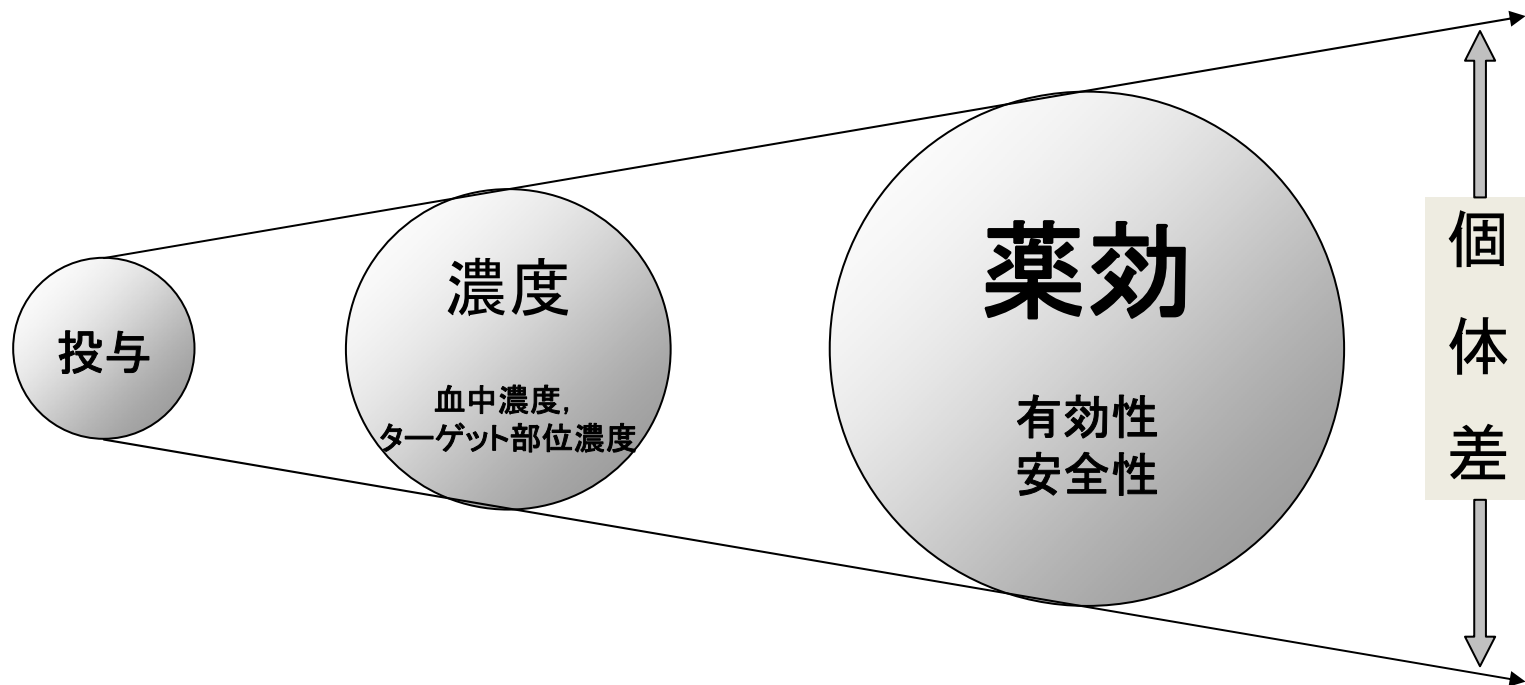 投与
濃度
血中濃度,
ターゲット部位濃度
薬効
有効性
安全性
個体差